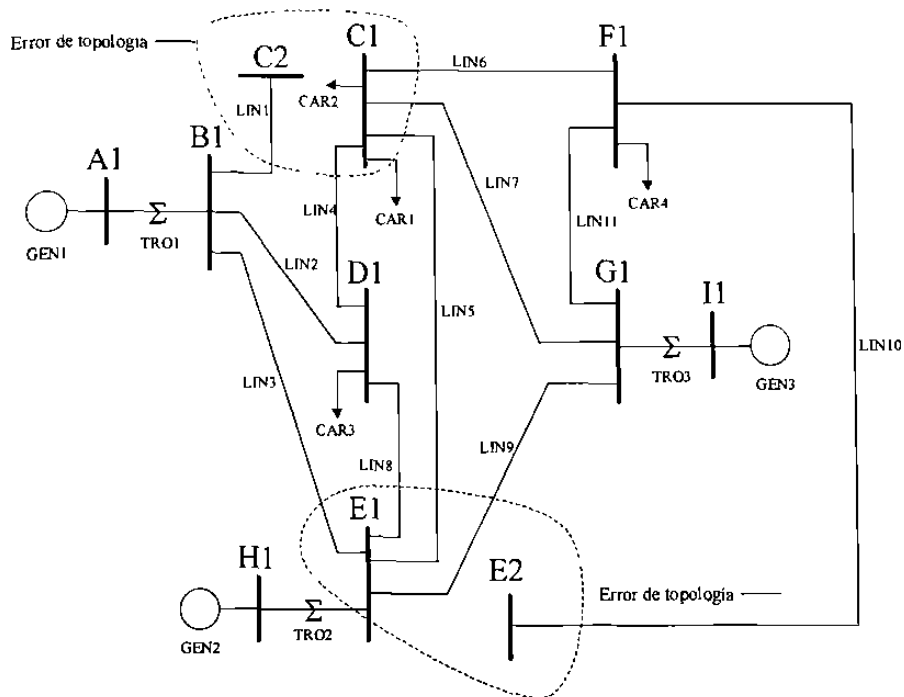 Error de topologia
C2
C1
F1
LIN6
CAR2
LIN1
B1
A1
LIN7
LIN4
CAR1
CAR4
LIN11
GEN1
TRO1
LIN2
D1
G1
I1
LIN5
LIN10
LIN3
TRO3
GEN3
CAR3
LIN9
LIN8
E1
H1
E2
Error de topología
GEN2
TRO2